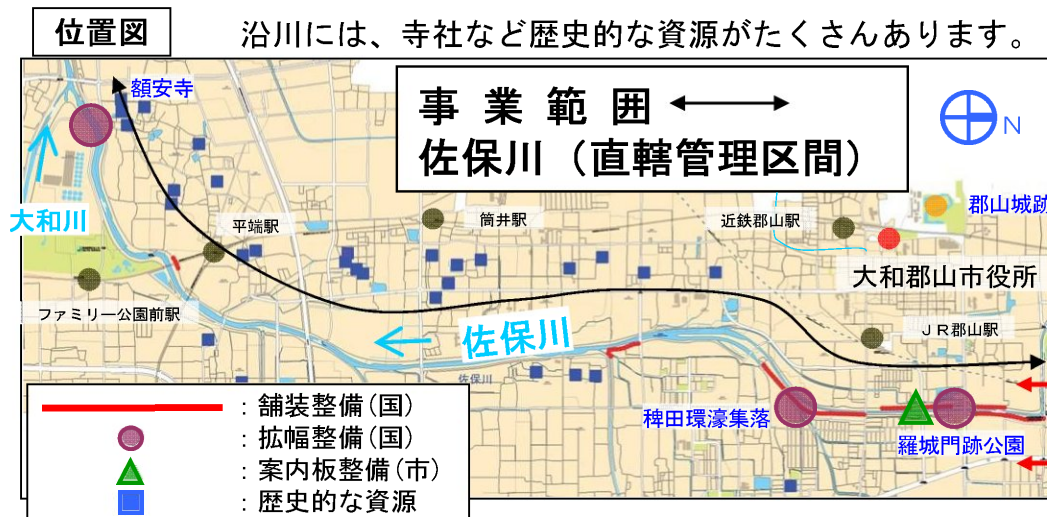 位置図
沿川には、寺社など歴史的な資源がたくさんあります。
事業範囲
佐保川(直轄管理区間)
N
額安寺
大和川
平端駅
筒井駅
近鉄郡山駅
郡山城跡
大和郡山市役所
ファミリー公園前駅
JR郡山駅
佐保川
佐保川
稗田環濠集落
羅城門跡公園
:舗装整備(国)
:拡幅整備(国)
:案内板整備(市)
:歴史的な資源